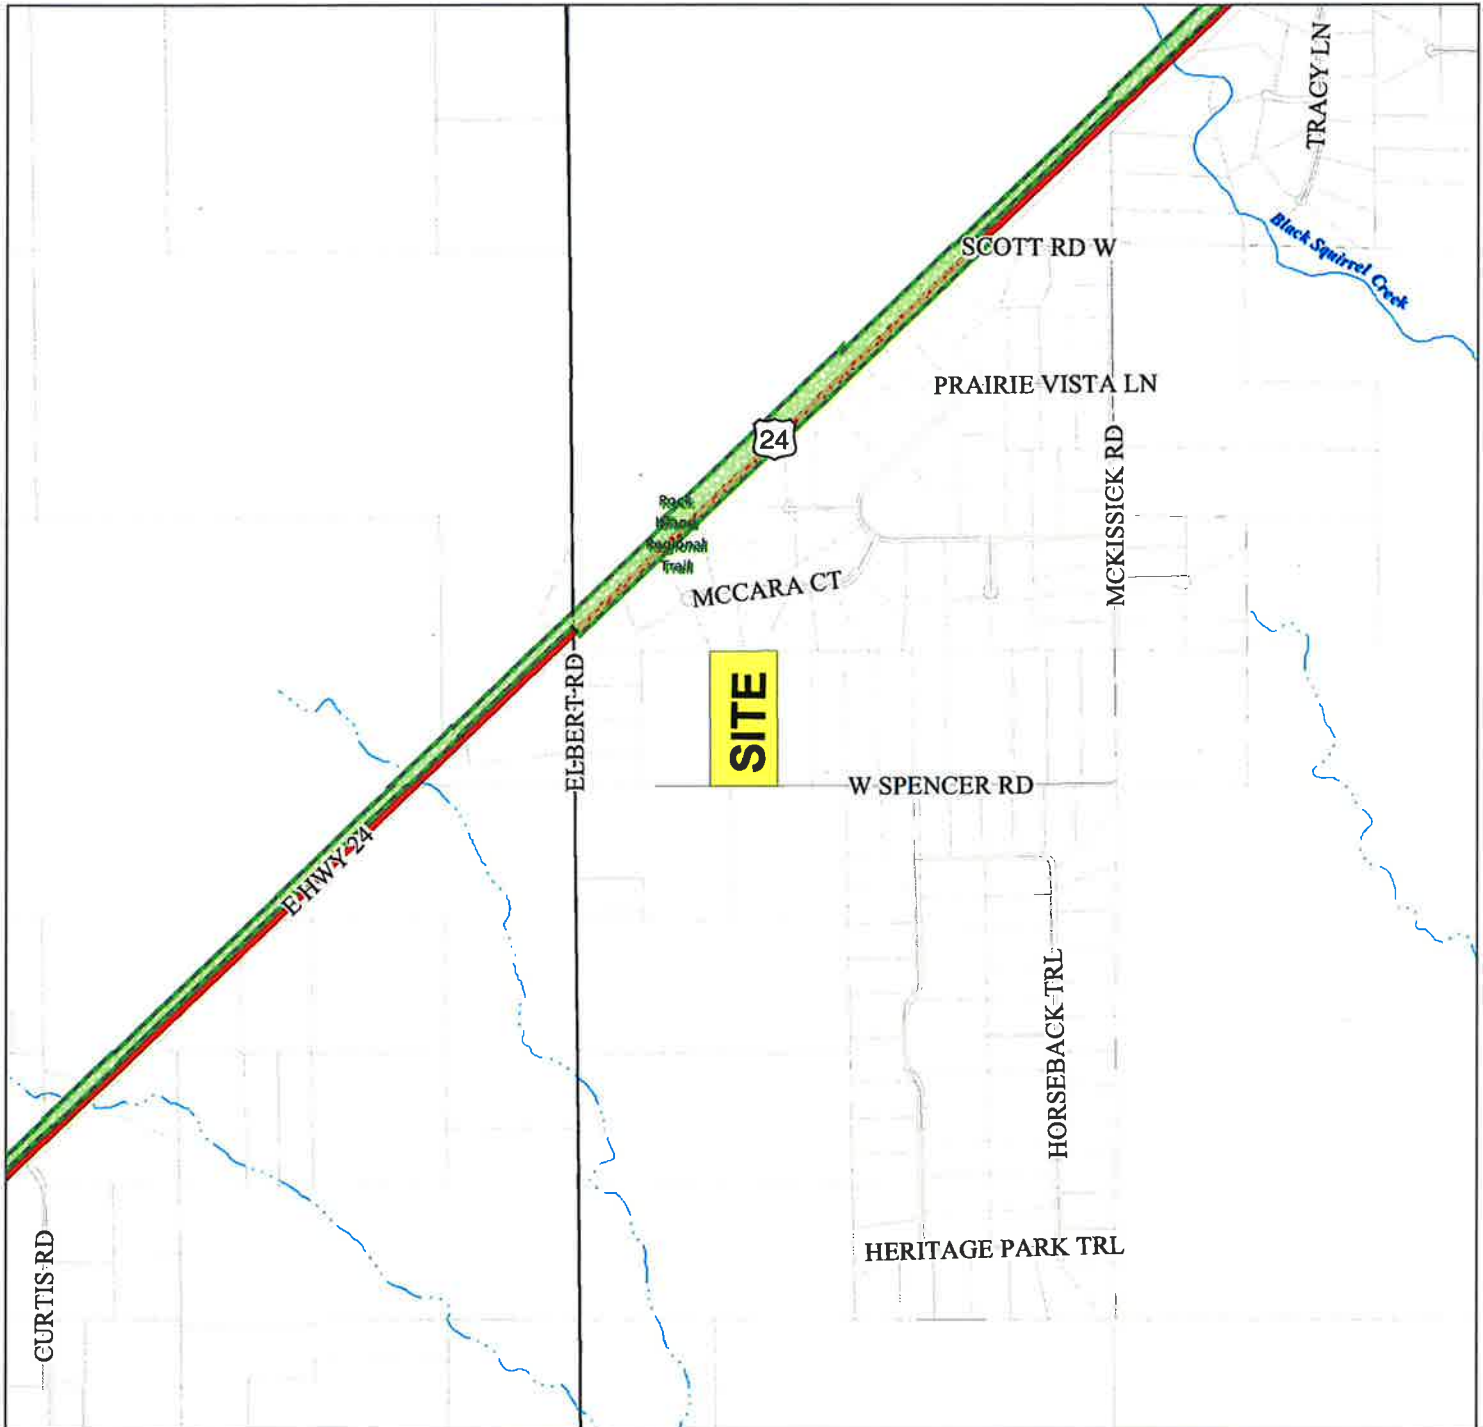 TRACY LN
SCOTT RD W
Black Squirrel Creek
PRAIRIE VISTA LN
24
MCKISSICK RD
Rock
Island
Regional
Trail
MCCARA CT
ELBERT RD
SITE
W SPENCER RD
E HWY 24
HORSEBACK TRL
HERITAGE PARK TRL
CURTIS RD